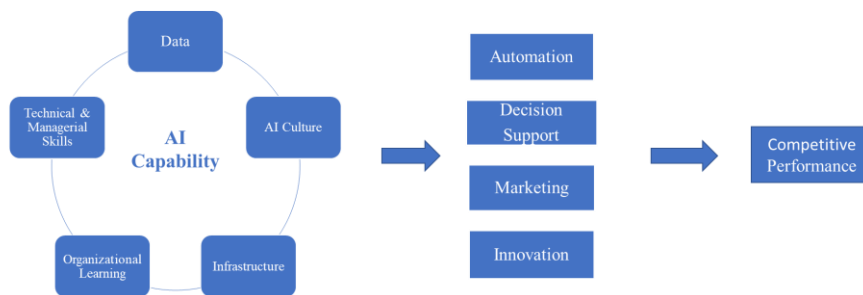 Data
Technical &
Managerial
Skills
AI
Capability
AI Culture
Organizational
Learning
Infrastructure
Automation
Decision
Support
Marketing
Innovation
Competitive
Performance